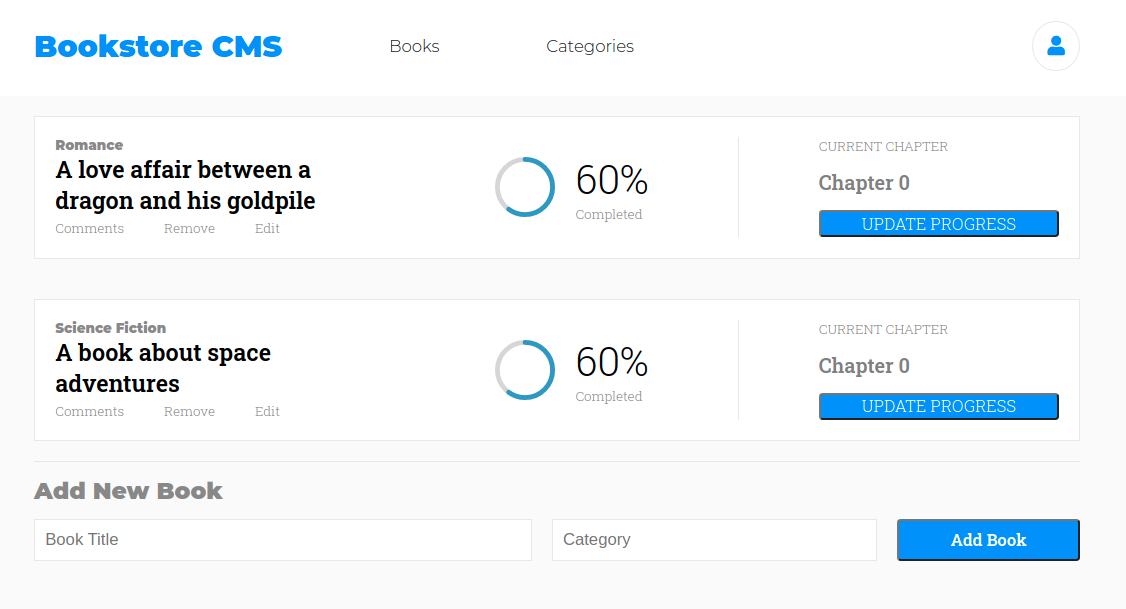 Bookstore CMS Books Categories
Romance
A love affair between a
dragon and his goldpile
Comments Remove Edit
60%
Completed
CURRENT CHAPTER
Chapter 0
UPDATE PROGRESS
Science Fiction
A book about space
adventures
Comments Remove Edit
60%
Completed
CURRENT CHAPTER
Chapter 0
UPDATE PROGRESS
Add New Book
Book Title Category Add Book